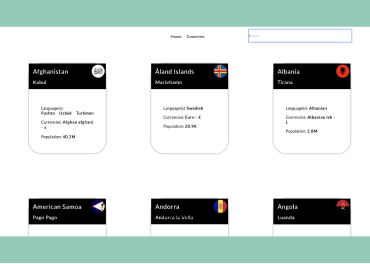 Home Countries
Afghanistan
Kabul
Language(s):
Pashto Uzbek Turkmen
Currencies: Afghan afghani
- ؋
Population: 40.2M
Åland Islands
Mariehamn
Language(s): Swedish
Currencies: Euro - €
Population: 28.9K
Albania
Tirana
Language(s): Albanian
Currencies: Albanian lek -
L
Population: 2.8M
American Samoa
Pago Pago
Andorra
Andorra la Vella
Angola
Luanda